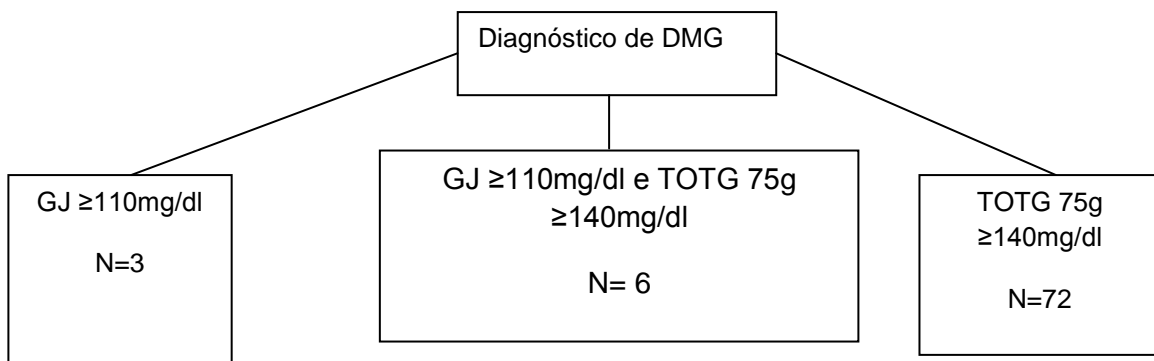 Diagnóstico de DMG
GJ ≥110mg/dl
N=3
GJ ≥110mg/dl e TOTG 75g
≥140mg/dl
N= 6
TOTG 75g
≥140mg/dl
N=72